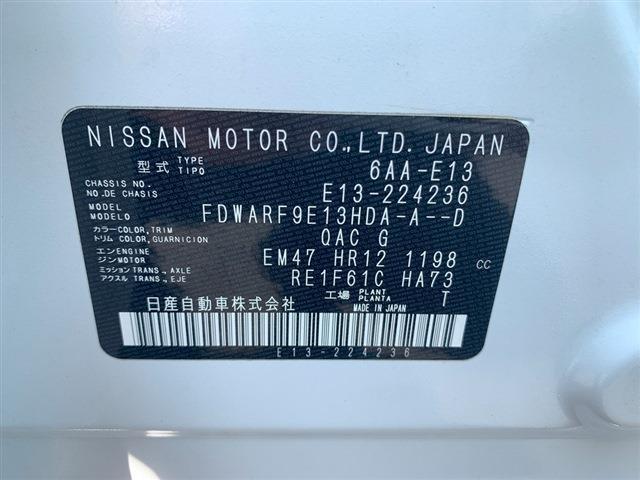 NISSAN MOTOR CO.,LTD. JAPAN
型式 TYPE TIPO 6AA-E13
CHASSIS NO. NO.DE CHASSIS E13-224236
MODEL MODELO FDWARF9E13HDA-A--D
カラー COLOR, TRIM トリム COLOR, GUARNICION QAC G
エンジン ENGINE ジン MOTOR EM47 HR12 1198 CC
ミッション TRANS., AXLE アクスル TRANS., EJE RE1F61C HA73
工場 PLANT PLANTA T
日産自動車株式会社 MADE IN JAPAN
E13-224236